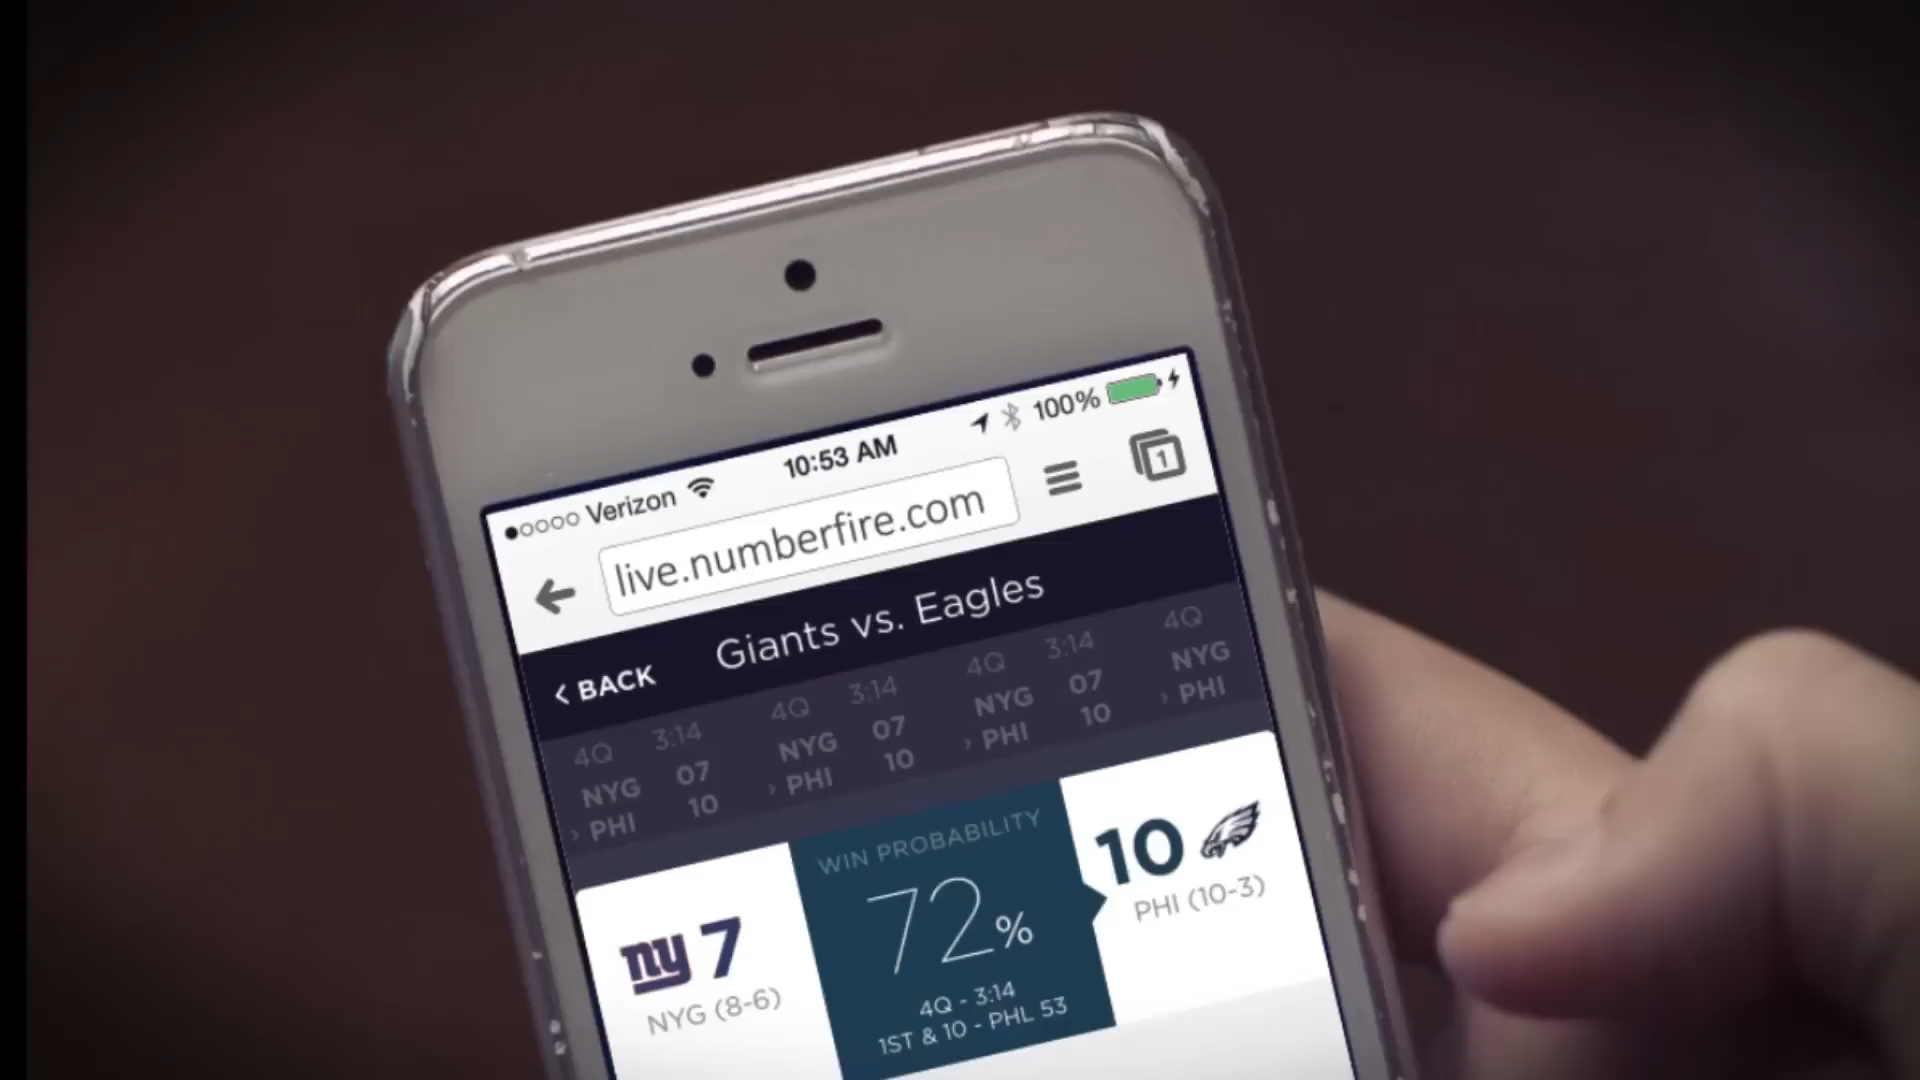 Verizon 10:53 AM 100%
live.numberfire.com 1
< BACK Giants vs. Eagles
4Q 3:14 4Q 3:14 4Q 3:14 4Q
NYG 07 NYG 07 NYG 07 NYG
› PHI 10 › PHI 10 › PHI 10 › PHI
WIN PROBABILITY
72%
4Q - 3:14
1ST & 10 - PHL 53
ny 7
NYG (8-6)
10
PHI (10-3)